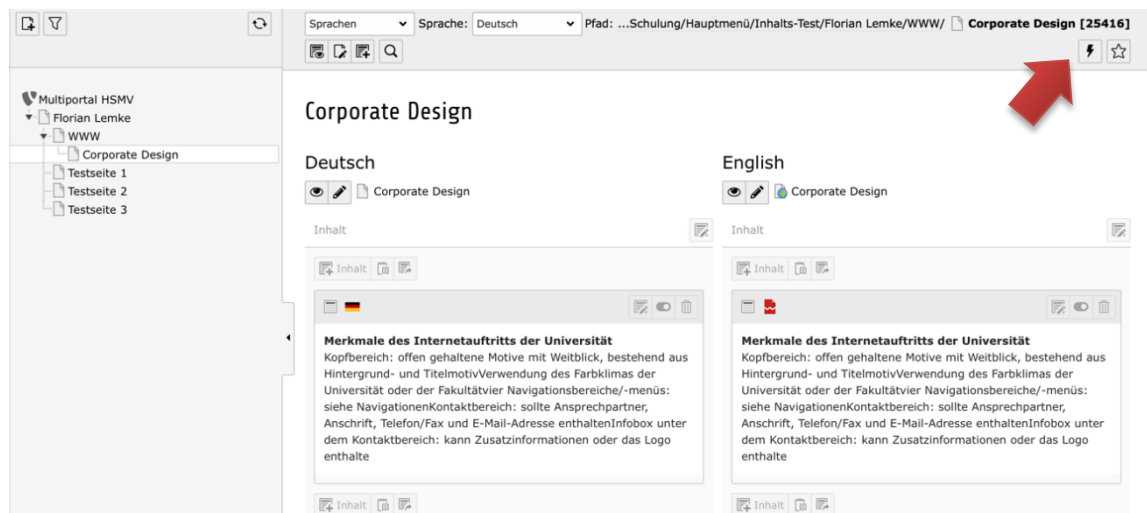 Sprachen
Sprache: Deutsch
Pfad: ...Schulung/Hauptmenü/Inhalts-Test/Florian Lemke/WWW/ Corporate Design [25416]
Multiportal HSMV
Florian Lemke
WWW
Corporate Design
Testseite 1
Testseite 2
Testseite 3
Corporate Design
Deutsch
Corporate Design
Inhalt
Inhalt
Merkmale des Internetauftritts der Universität
Kopfbereich: offen gehaltene Motive mit Weitblick, bestehend aus
Hintergrund- und TitelmotivVerwendung des Farbklimas der
Universität oder der Fakultätvier Navigationsbereiche/-menüs:
siehe NavigationenKontaktbereich: sollte Ansprechpartner,
Anschrift, Telefon/Fax und E-Mail-Adresse enthaltenInfobox unter
dem Kontaktbereich: kann Zusatzinformationen oder das Logo
enthalte
Inhalt
English
Corporate Design
Inhalt
Inhalt
Merkmale des Internetauftritts der Universität
Kopfbereich: offen gehaltene Motive mit Weitblick, bestehend aus
Hintergrund- und TitelmotivVerwendung des Farbklimas der
Universität oder der Fakultätvier Navigationsbereiche/-menüs:
siehe NavigationenKontaktbereich: sollte Ansprechpartner,
Anschrift, Telefon/Fax und E-Mail-Adresse enthaltenInfobox unter
dem Kontaktbereich: kann Zusatzinformationen oder das Logo
enthalte
Inhalt